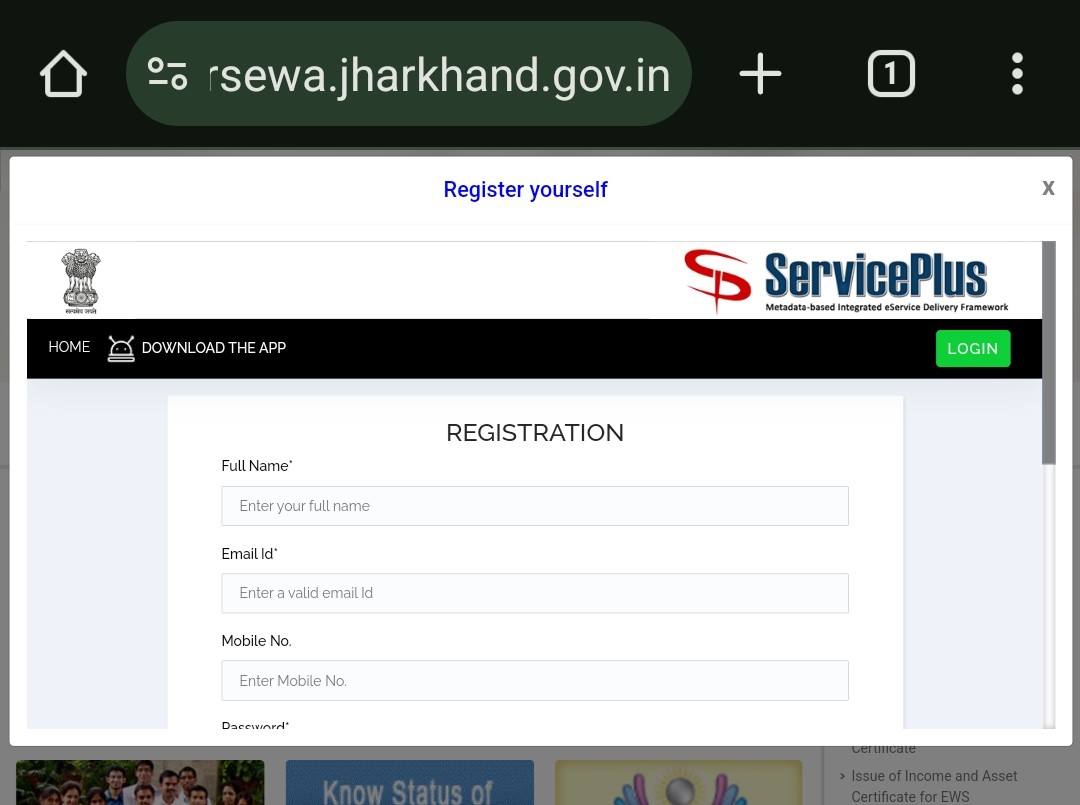 rsewa.jharkhand.gov.in
1
Register yourself
X
सत्यमेव जयते
ServicePlus
Metadata-based Integrated eService Delivery Framework
HOME
DOWNLOAD THE APP
LOGIN
REGISTRATION
Full Name*
Enter your full name
Email Id*
Enter a valid email Id
Mobile No.
Enter Mobile No.
Password*
Certificate
Know Status of
› Issue of Income and Asset
Certificate for EWS